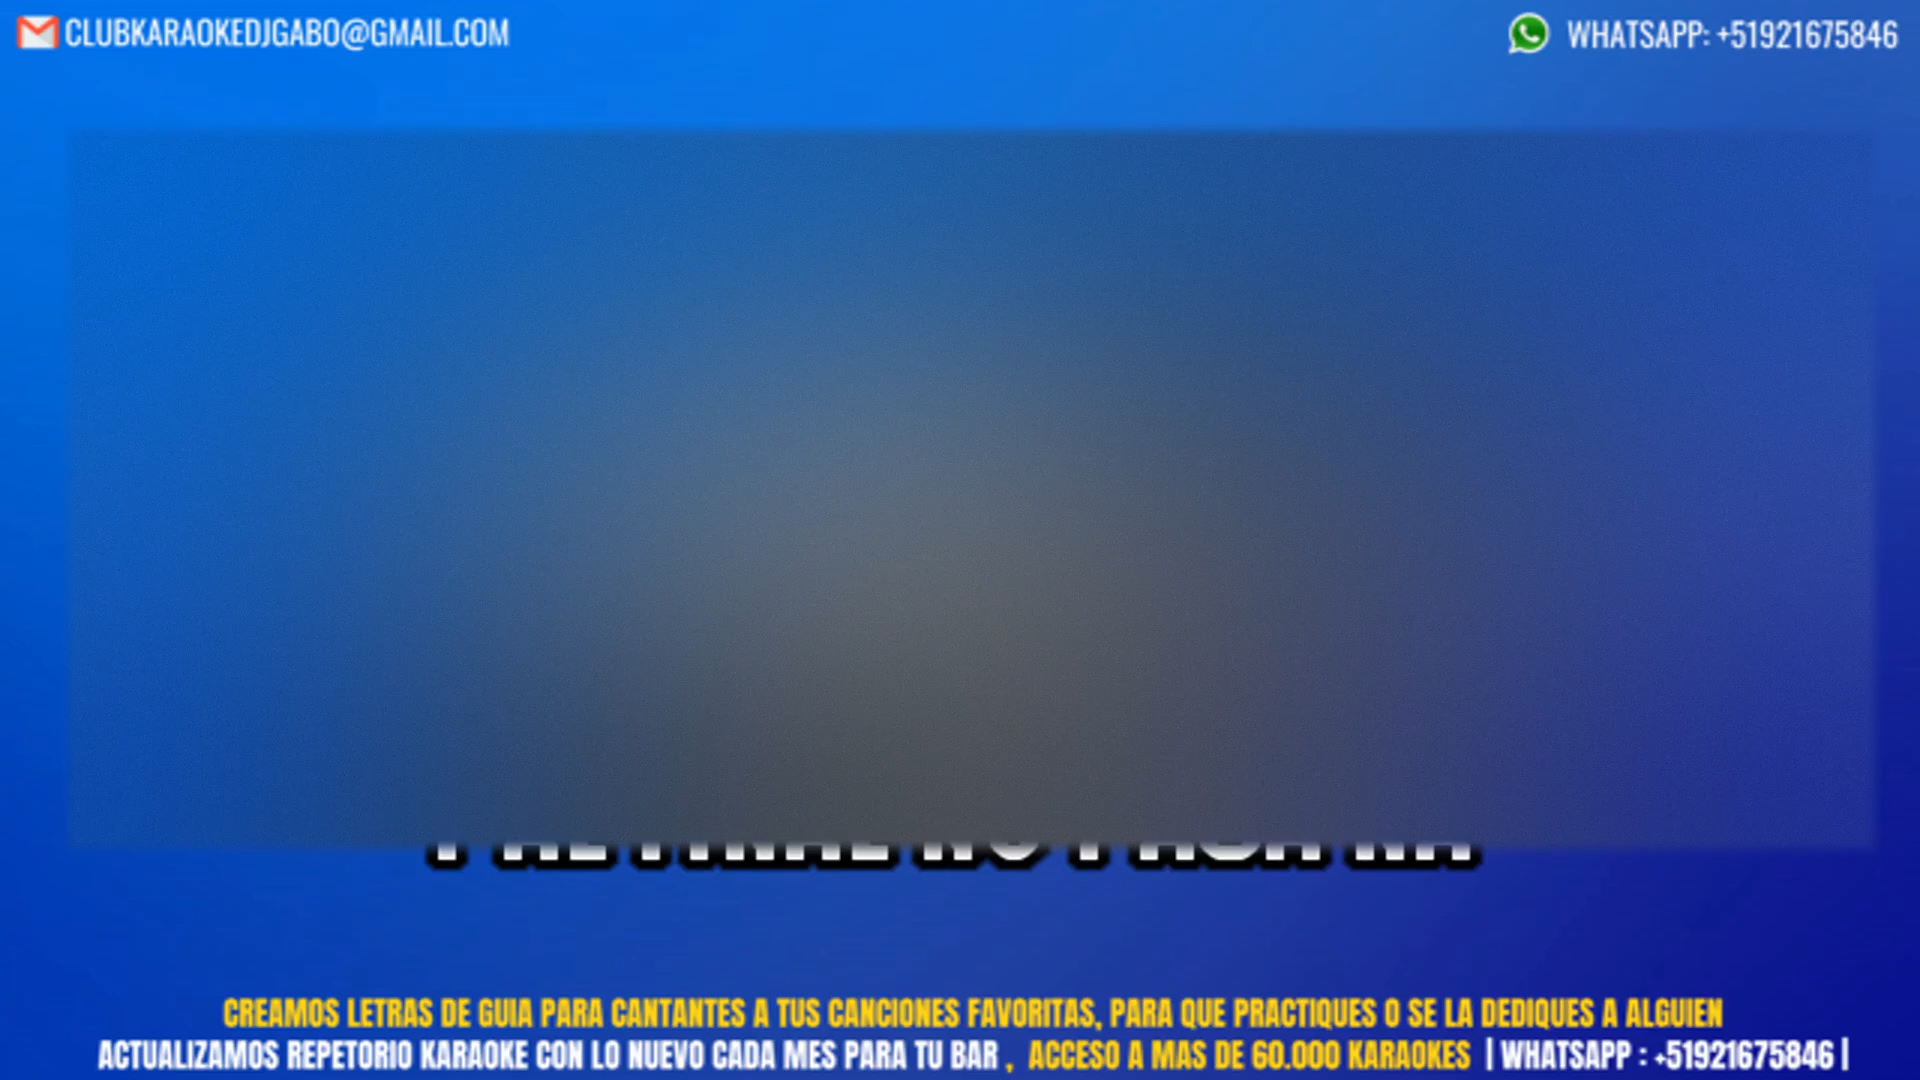 CLUBKARAOKEDJGABO@GMAIL.COM
WHATSAPP: +51921675846
CREAMOS LETRAS DE GUIA PARA CANTANTES A TUS CANCIONES FAVORITAS, PARA QUE PRACTIQUES O SE LA DEDIQUES A ALGUIEN
ACTUALIZAMOS REPETORIO KARAOKE CON LO NUEVO CADA MES PARA TU BAR , ACCESO A MAS DE 60.000 KARAOKES | WHATSAPP : +51921675846 |